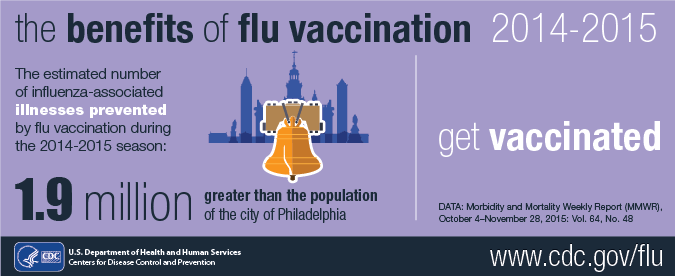 the benefits of flu vaccination 2014-2015
The estimated number
of influenza-associated
illnesses prevented
by flu vaccination during
the 2014-2015 season:
1.9 million
greater than the population
of the city of Philadelphia
get vaccinated
DATA: Morbidity and Mortality Weekly Report (MMWR),
October 4–November 28, 2015: Vol. 64, No. 48
CDC
U.S. Department of Health and Human Services
Centers for Disease Control and Prevention
www.cdc.gov/flu